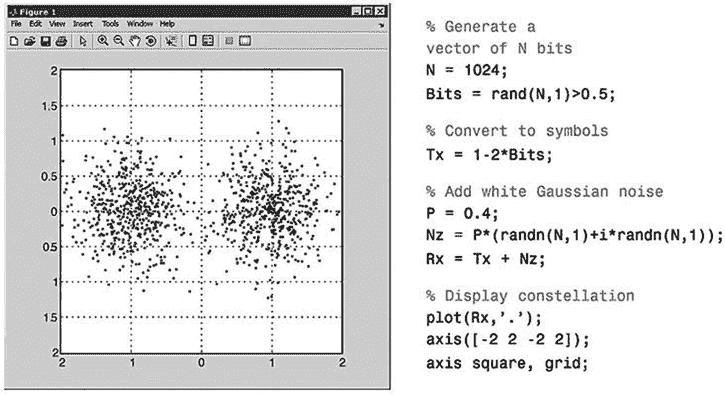 Figure 1
File Edit View Insert Tools Window Help
2
1.5
1
0.5
0
0.5
1
1.5
2
2 1 0 1 2
% Generate a
vector of N bits
N = 1024;
Bits = rand(N,1)>0.5;
% Convert to symbols
Tx = 1-2*Bits;
% Add white Gaussian noise
P = 0.4;
Nz = P*(randn(N,1)+i*randn(N,1));
Rx = Tx + Nz;
% Display constellation
plot(Rx,'.');
axis([-2 2 -2 2]);
axis square, grid;